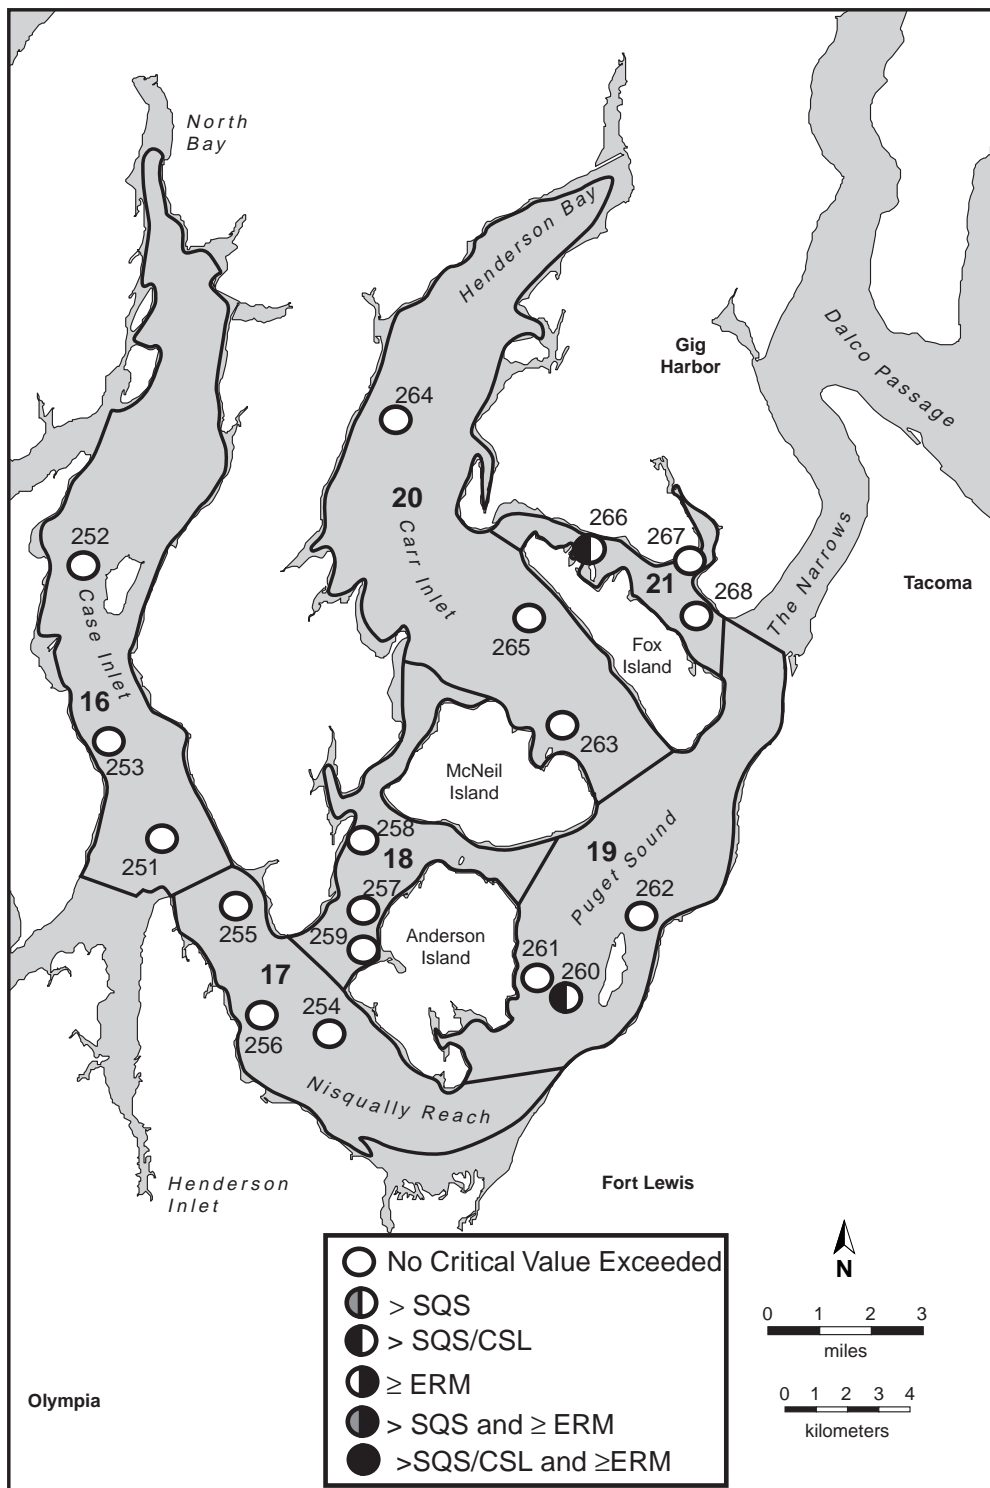 North
Bay
Henderson Bay
Dalco Passage
Gig
Harbor
264
20
Carr Inlet
252
Case Inlet
266
267
21
268
The Narrows
Tacoma
265
Fox
Island
16
253
263
McNeil
Island
251
258
18
19
Puget Sound
257
262
255
259
Anderson
Island
261
260
17
254
256
Nisqually Reach
Henderson
Inlet
Fort Lewis
No Critical Value Exceeded
> SQS
> SQS/CSL
≥ ERM
> SQS and ≥ ERM
>SQS/CSL and ≥ERM
N
0 1 2 3
miles
0 1 2 3 4
kilometers
Olympia